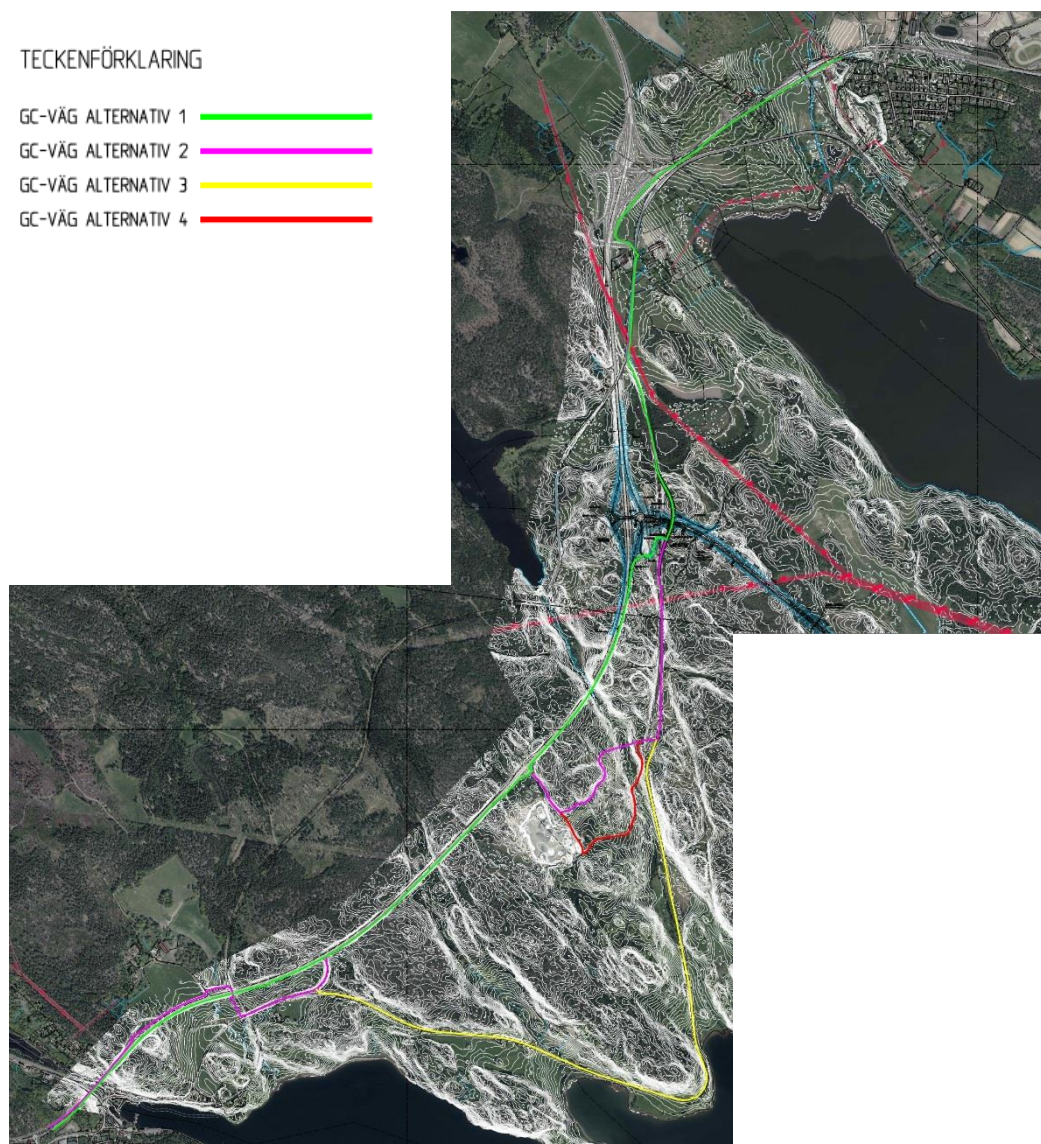 TECKENFÖRKLARING
GC-VÄG ALTERNATIV 1
GC-VÄG ALTERNATIV 2
GC-VÄG ALTERNATIV 3
GC-VÄG ALTERNATIV 4